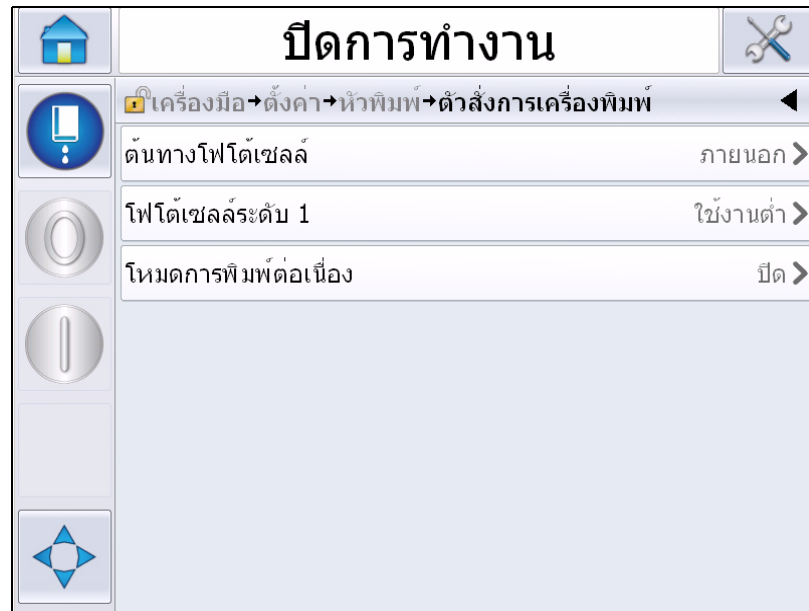 ปิดการทำงาน
เครื่องมือ→ตั้งค่า→หัวพิมพ์→ตัวสั่งการเครื่องพิมพ์
ต้นทางโฟโต้เซลล์ ภายนอก
โฟโต้เซลล์ระดับ 1 ใช้งานต่ำ
โหมดการพิมพ์ต่อเนื่อง ปิด